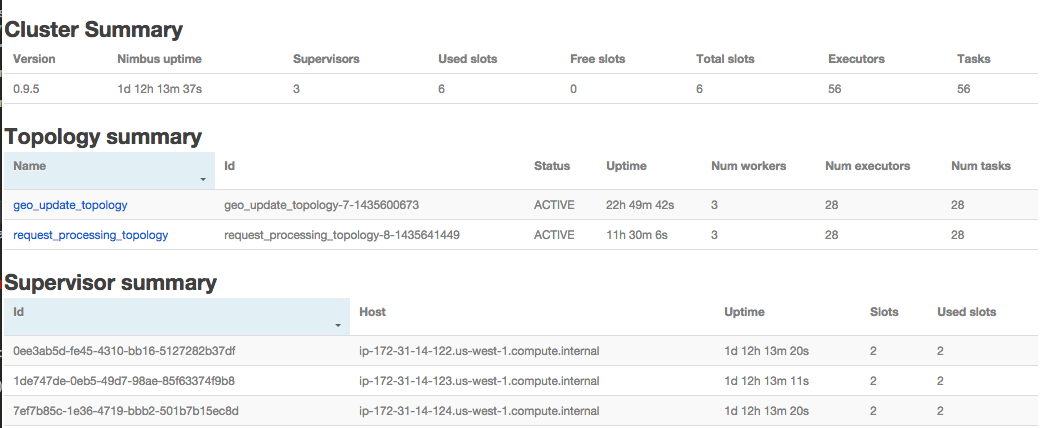 Cluster Summary
Version Nimbus uptime Supervisors Used slots Free slots Total slots Executors Tasks
0.9.5 1d 12h 13m 37s 3 6 0 6 56 56
Topology summary
Name Id Status Uptime Num workers Num executors Num tasks
geo_update_topology geo_update_topology-7-1435600673 ACTIVE 22h 49m 42s 3 28 28
request_processing_topology request_processing_topology-8-1435641449 ACTIVE 11h 30m 6s 3 28 28
Supervisor summary
Id Host Uptime Slots Used slots
0ee3ab5d-fe45-4310-bb16-5127282b37df ip-172-31-14-122.us-west-1.compute.internal 1d 12h 13m 20s 2 2
1de747de-0eb5-49d7-98ae-85f63374f9b8 ip-172-31-14-123.us-west-1.compute.internal 1d 12h 13m 11s 2 2
7ef7b85c-1e36-4719-bbb2-501b7b15ec8d ip-172-31-14-124.us-west-1.compute.internal 1d 12h 13m 20s 2 2